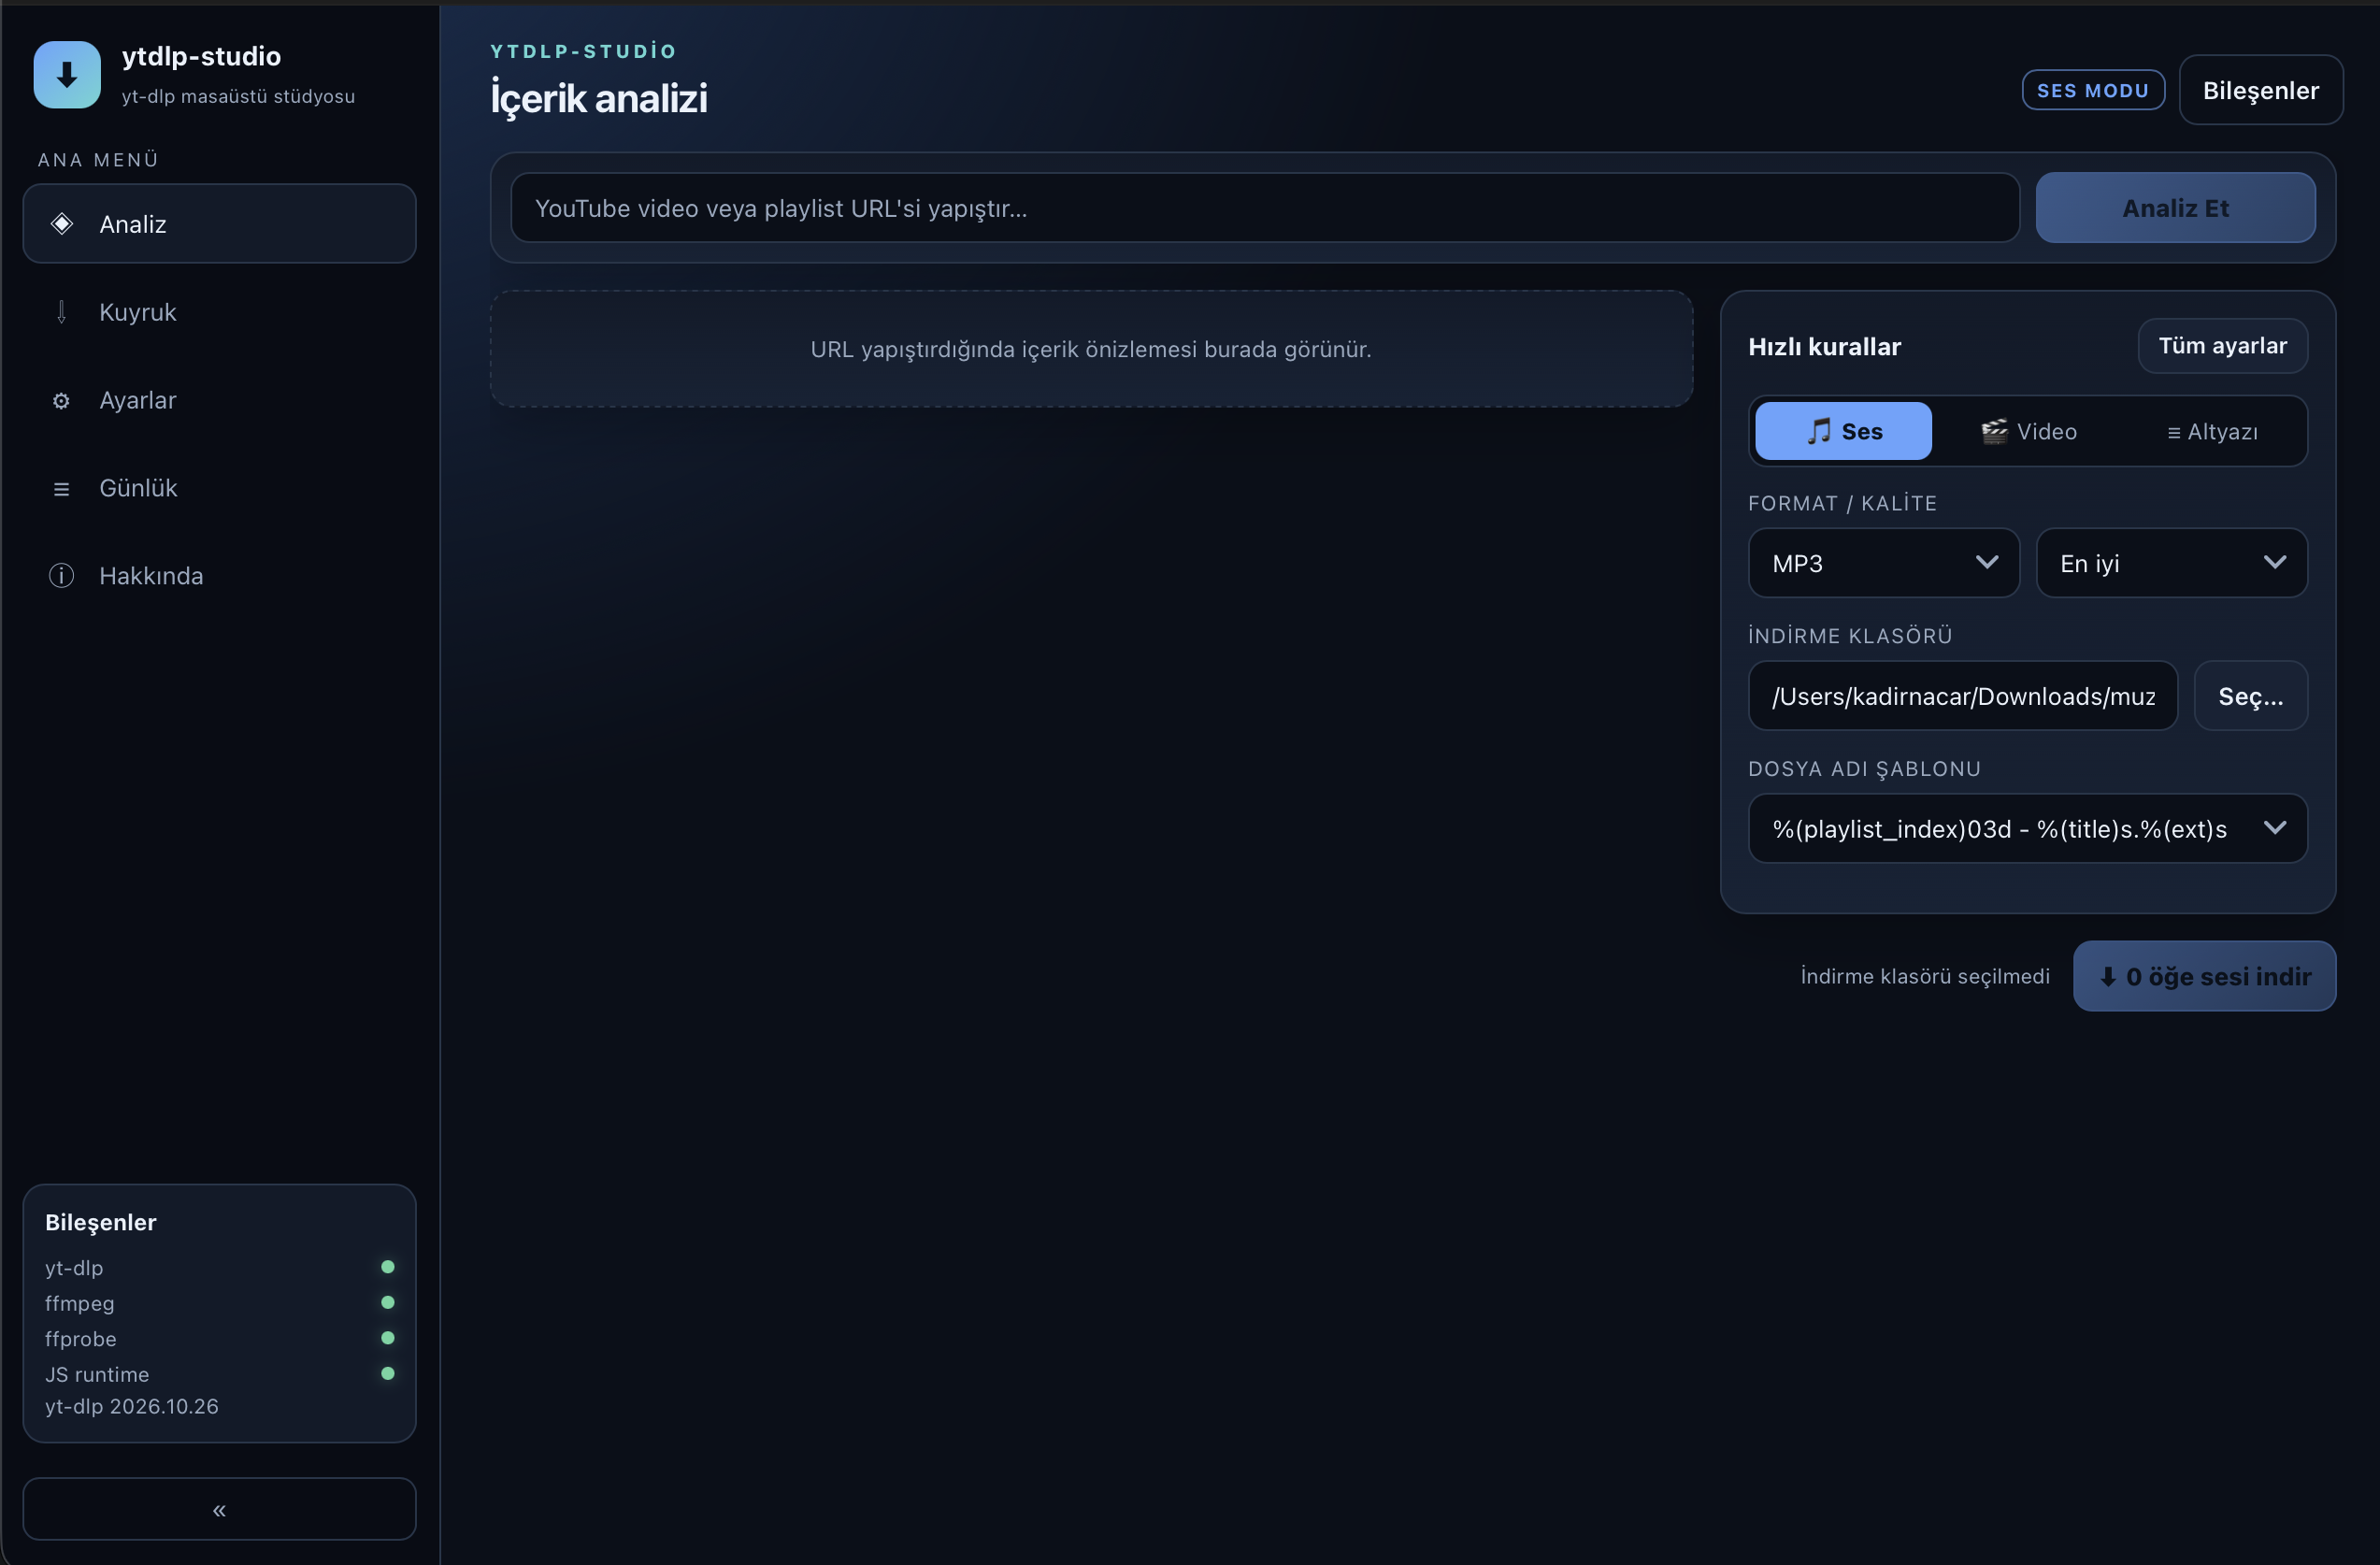 ytdlp-studio
yt-dlp masaüstü stüdyosu
ANA MENÜ
Analiz
Kuyruk
Ayarlar
Günlük
Hakkında
Bileşenler
yt-dlp
ffmpeg
ffprobe
JS runtime
yt-dlp 2026.10.26
«
YTDLP-STUDİO
İçerik analizi
SES MODU
Bileşenler
YouTube video veya playlist URL'si yapıştır...
Analiz Et
URL yapıştırdığında içerik önizlemesi burada görünür.
Hızlı kurallar
Tüm ayarlar
Ses
Video
Altyazı
FORMAT / KALİTE
MP3
En iyi
İNDİRME KLASÖRÜ
/Users/kadirnacar/Downloads/muz
Seç...
DOSYA ADI ŞABLONU
%(playlist_index)03d - %(title)s.%(ext)s
İndirme klasörü seçilmedi
⬇ 0 öğe sesi indir